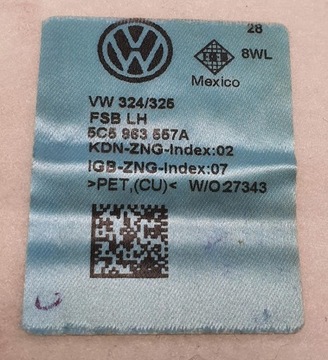 28
8WL
Mexico
VW 324/325
FSB LH
5C5 963 557A
KDN-ZNG-Index:02
IGB-ZNG-Index:07
>PET,(CU)< W/O:27343